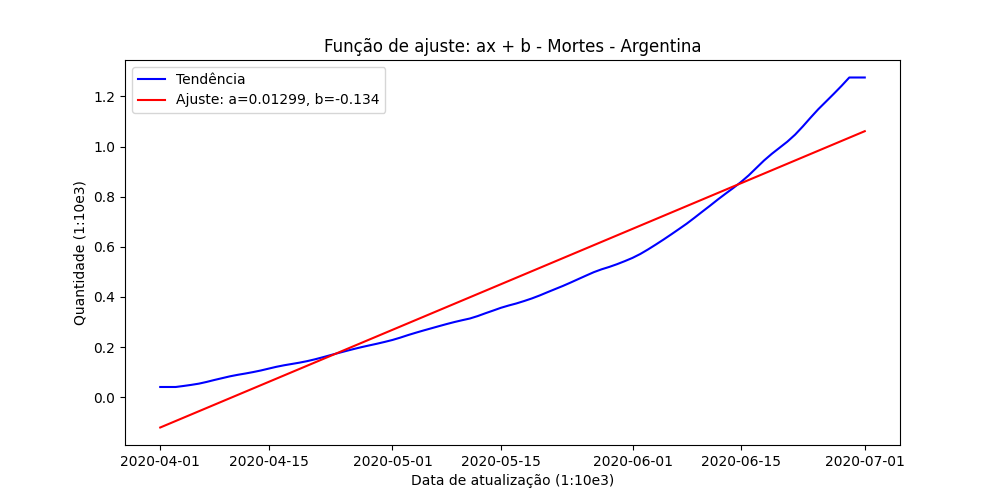 Função de ajuste: ax + b - Mortes - Argentina
Tendência
Ajuste: a=0.01299, b=-0.134
Quantidade (1:10e3)
1.2
1.0
0.8
0.6
0.4
0.2
0.0
2020-04-01 2020-04-15 2020-05-01 2020-05-15 2020-06-01 2020-06-15 2020-07-01
Data de atualização (1:10e3)